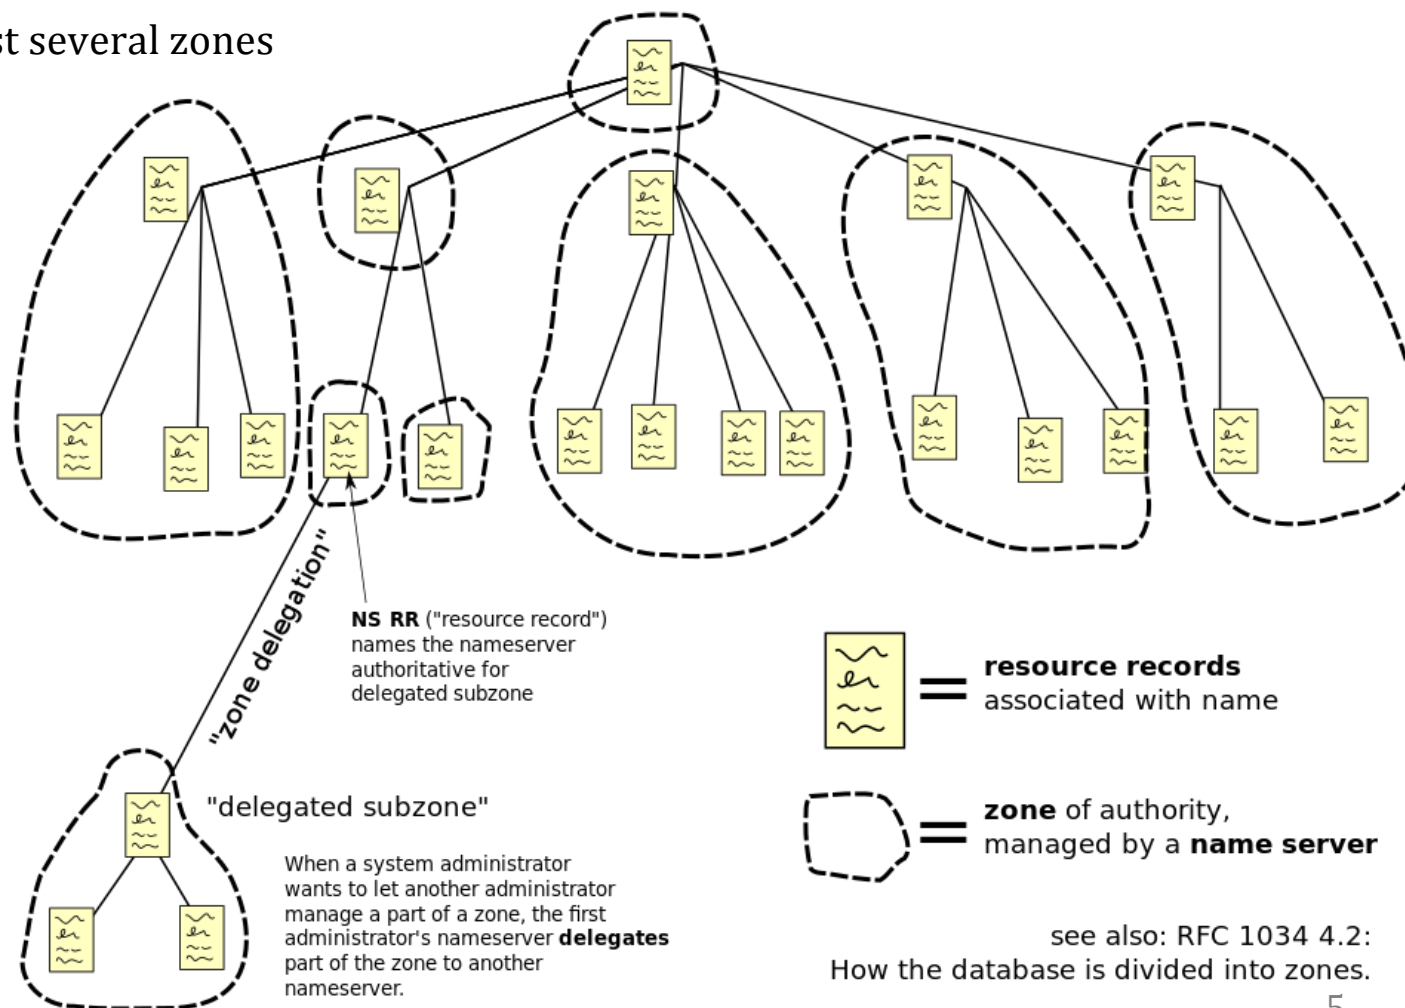 st several zones
"zone delegation"
NS RR ("resource record")
names the nameserver
authoritative for
delegated subzone
resource records
associated with name
"delegated subzone"
zone of authority,
managed by a name server
When a system administrator
wants to let another administrator
manage a part of a zone, the first
administrator's nameserver delegates
part of the zone to another
nameserver.
see also: RFC 1034 4.2:
How the database is divided into zones.
5